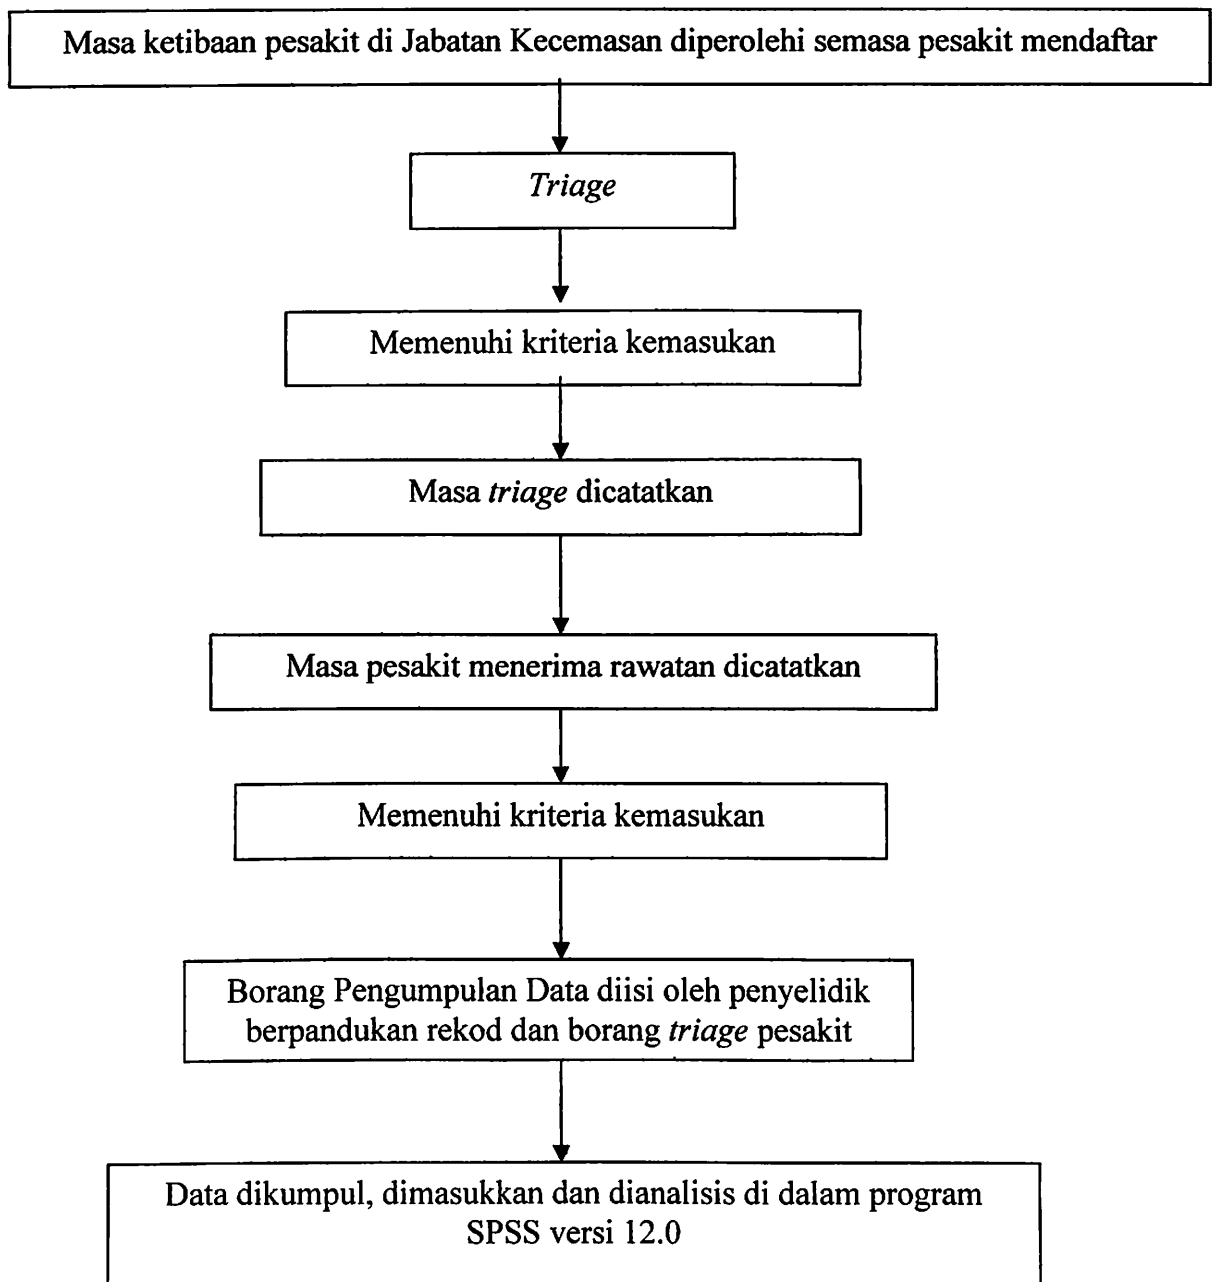 Masa ketibaan pesakit di Jabatan Kecemasan diperolehi semasa pesakit mendaftar
Triage
Memenuhi kriteria kemasukan
Masa triage dicatatkan
Masa pesakit menerima rawatan dicatatkan
Memenuhi kriteria kemasukan
Borang Pengumpulan Data diisi oleh penyelidik
berpandukan rekod dan borang triage pesakit
Data dikumpul, dimasukkan dan dianalisis di dalam program
SPSS versi 12.0